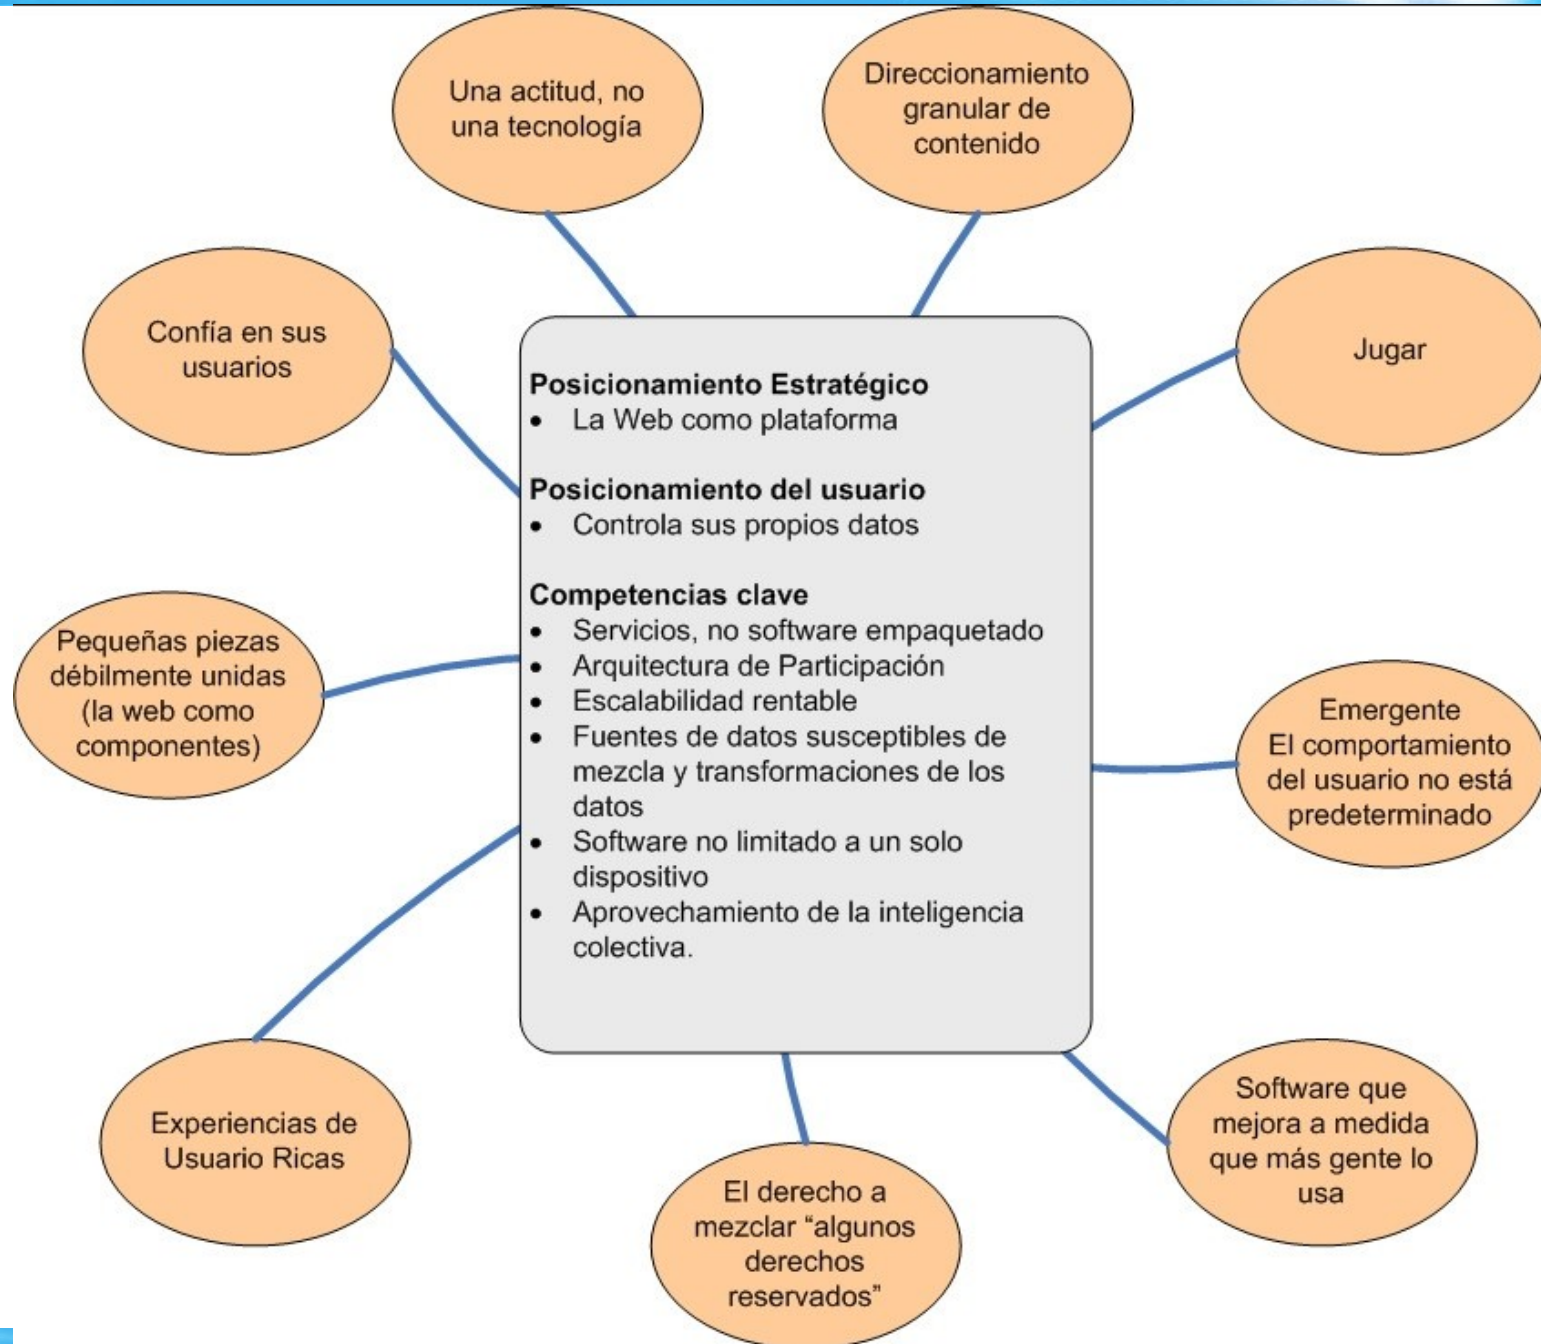 Una actitud, no
una tecnología
Direccionamiento
granular de
contenido
Confía en sus
usuarios
Jugar
Posicionamiento Estratégico
• La Web como plataforma
Posicionamiento del usuario
• Controla sus propios datos
Competencias clave
• Servicios, no software empaquetado
• Arquitectura de Participación
• Escalabilidad rentable
• Fuentes de datos susceptibles de
mezcla y transformaciones de los
datos
• Software no limitado a un solo
dispositivo
• Aprovechamiento de la inteligencia
colectiva.
Pequeñas piezas
débilmente unidas
(la web como
componentes)
Emergente
El comportamiento
del usuario no está
predeterminado
Experiencias de
Usuario Ricas
El derecho a
mezclar “algunos
derechos
reservados”
Software que
mejora a medida
que más gente lo
usa